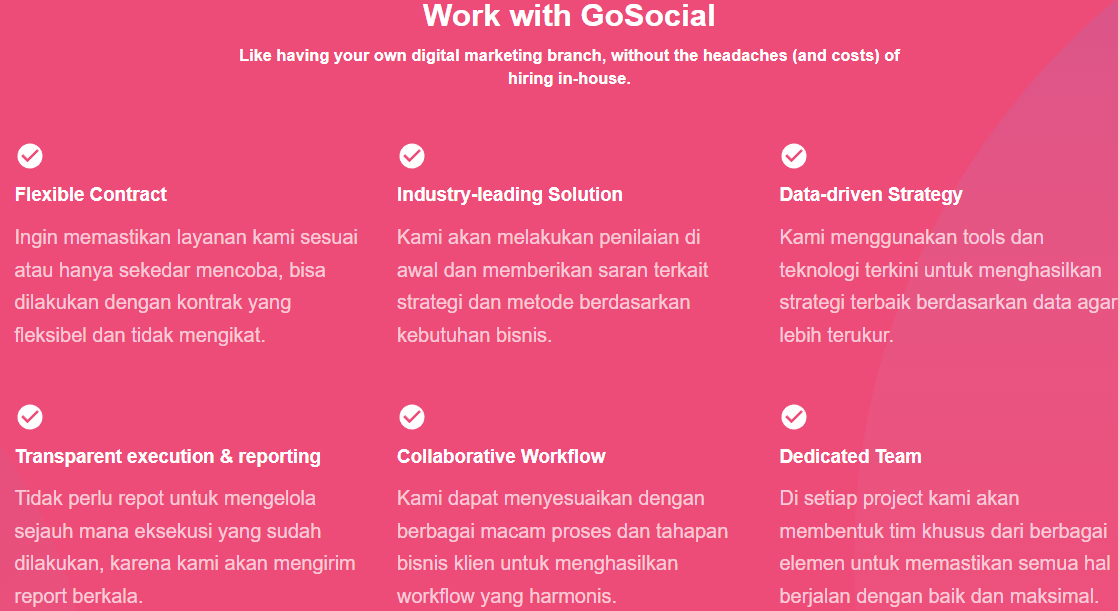 Work with GoSocial
Like having your own digital marketing branch, without the headaches (and costs) of
hiring in-house.
Flexible Contract
Ingin memastikan layanan kami sesuai
atau hanya sekedar mencoba, bisa
dilakukan dengan kontrak yang
fleksibel dan tidak mengikat.
Industry-leading Solution
Kami akan melakukan penilaian di
awal dan memberikan saran terkait
strategi dan metode berdasarkan
kebutuhan bisnis.
Data-driven Strategy
Kami menggunakan tools dan
teknologi terkini untuk menghasilkan
strategi terbaik berdasarkan data agar
lebih terukur.
Transparent execution & reporting
Tidak perlu repot untuk mengelola
sejauh mana eksekusi yang sudah
dilakukan, karena kami akan mengirim
report berkala.
Collaborative Workflow
Kami dapat menyesuaikan dengan
berbagai macam proses dan tahapan
bisnis klien untuk menghasilkan
workflow yang harmonis.
Dedicated Team
Di setiap project kami akan
membentuk tim khusus dari berbagai
elemen untuk memastikan semua hal
berjalan dengan baik dan maksimal.